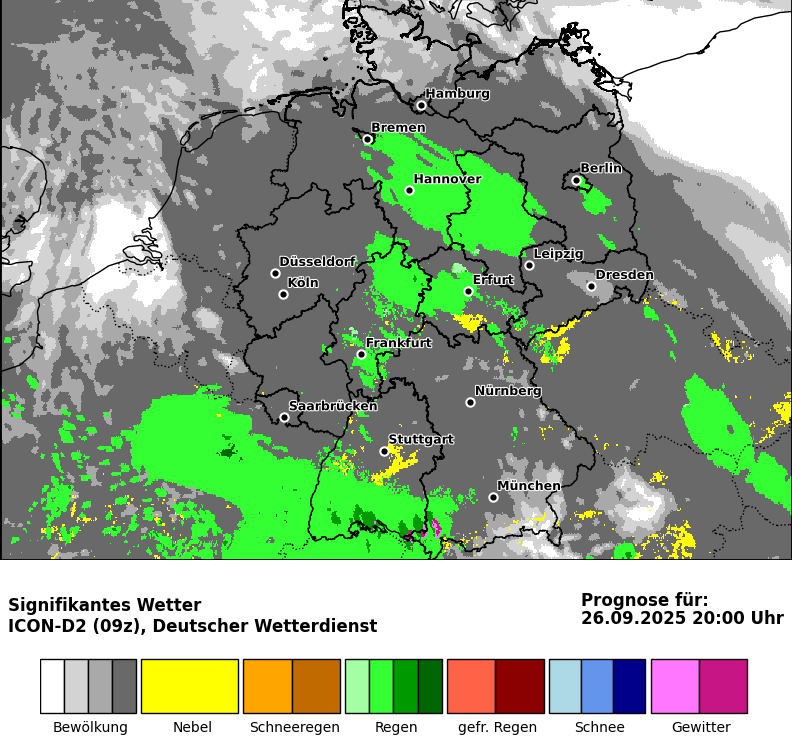 Hamburg
Bremen
Berlin
Hannover
Leipzig
Düsseldorf
Dresden
Köln
Erfurt
Frankfurt
Nürnberg
Saarbrücken
Stuttgart
München
Signifikantes Wetter
ICON-D2 (09z), Deutscher Wetterdienst
Prognose für:
26.09.2025 20:00 Uhr
Bewölkung Nebel Schneeregen Regen gefr. Regen Schnee Gewitter